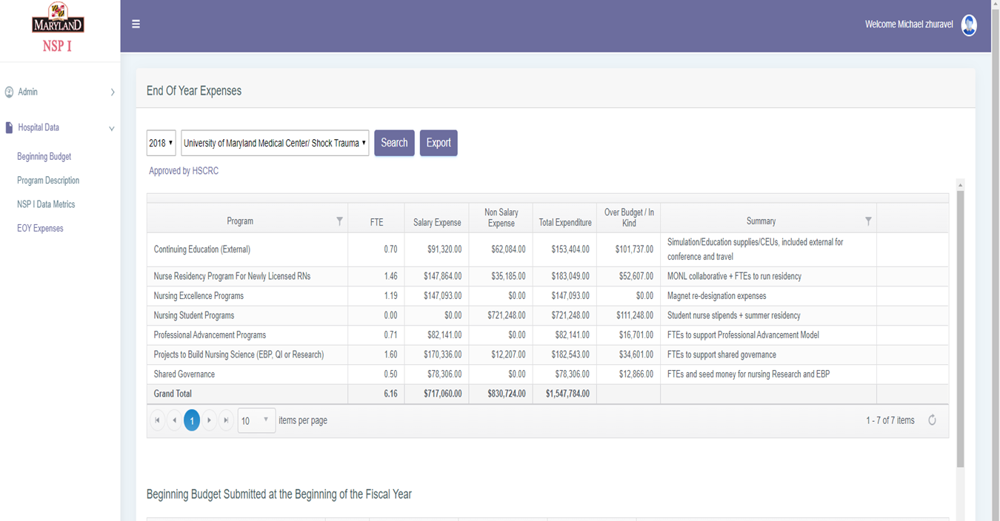 MARYLAND
NSP I
Welcome Michael zhuravel
Admin
Hospital Data
Beginning Budget
Program Description
NSP I Data Metrics
EOY Expenses
End Of Year Expenses
2018 University of Maryland Medical Center/ Shock Trauma Search Export
Approved by HSCRC
Program FTE Salary Expense Non Salary Expense Total Expenditure Over Budget / In Kind Summary
Continuing Education (External) 0.70 $91,320.00 $62,084.00 $153,404.00 $101,737.00 Simulation/Education supplies/CEUs, included external for
conference and travel
Nurse Residency Program For Newly Licensed RNs 1.46 $147,864.00 $35,185.00 $183,049.00 $52,607.00 MONL collaborative + FTEs to run residency
Nursing Excellence Programs 1.19 $147,093.00 $0.00 $147,093.00 $0.00 Magnet re-designation expenses
Nursing Student Programs 0.00 $0.00 $721,248.00 $721,248.00 $111,248.00 Student nurse stipends + summer residency
Professional Advancement Programs 0.71 $82,141.00 $0.00 $82,141.00 $16,701.00 FTEs to support Professional Advancement Model
Projects to Build Nursing Science (EBP, QI or Research) 1.60 $170,336.00 $12,207.00 $182,543.00 $34,601.00 FTEs to support shared governance
Shared Governance 0.50 $78,306.00 $0.00 $78,306.00 $12,866.00 FTEs and seed money for nursing Research and EBP
Grand Total 6.16 $717,060.00 $830,724.00 $1,547,784.00
1 10 items per page 1 - 7 of 7 items
Beginning Budget Submitted at the Beginning of the Fiscal Year